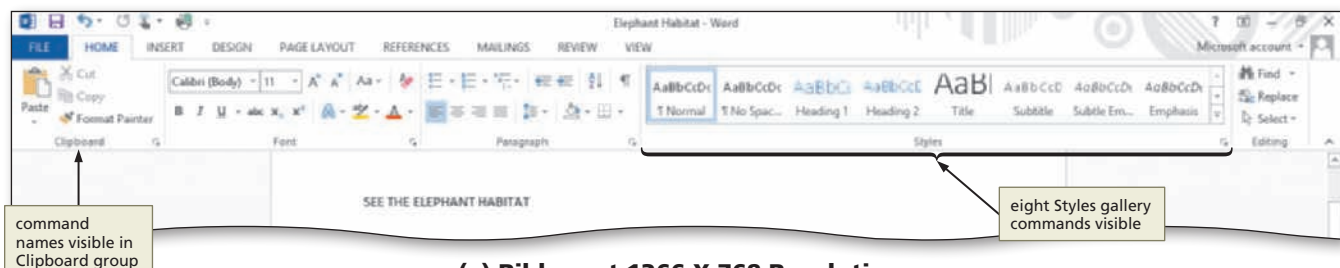 Elephant Habitat - Word
FILE HOME INSERT DESIGN PAGE LAYOUT REFERENCES MAILINGS REVIEW VIEW Microsoft account
Cut
Copy
Format Painter
Paste
Clipboard
Calibri (Body) 11
Font
Paragraph
AaBbCcDc AaBbCcDc AaBbCc AaBbCcC AaB AaBbCcC AaBbCcDc AaBbCcDc
¶ Normal ¶ No Spac... Heading 1 Heading 2 Title Subtitle Subtle Em... Emphasis
Styles
Find
Replace
Select
Editing
SEE THE ELEPHANT HABITAT
command
names visible in
Clipboard group
eight Styles gallery
commands visible